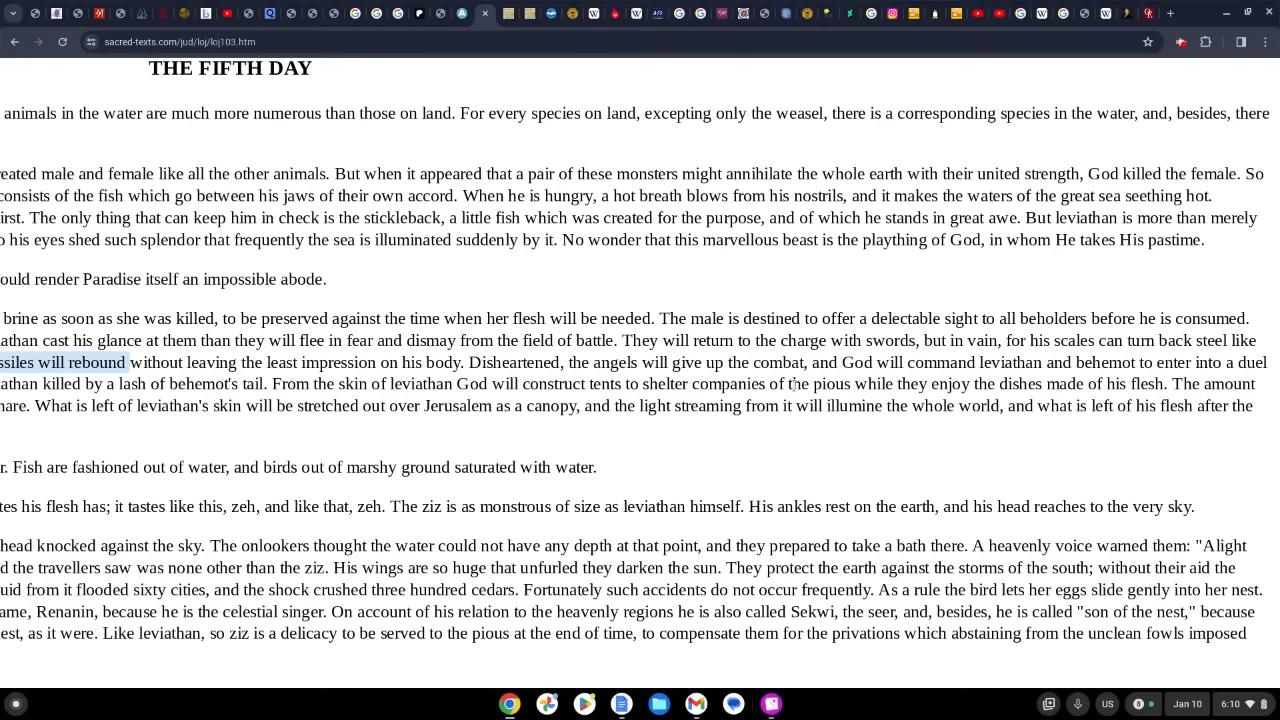 sacred-texts.com/jud/loj/loj103.htm
THE FIFTH DAY
animals in the water are much more numerous than those on land. For every species on land, excepting only the weasel, there is a corresponding species in the water, and, besides, there
reated male and female like all the other animals. But when it appeared that a pair of these monsters might annihilate the whole earth with their united strength, God killed the female. So
consists of the fish which go between his jaws of their own accord. When he is hungry, a hot breath blows from his nostrils, and it makes the waters of the great sea seething hot.
irst. The only thing that can keep him in check is the stickleback, a little fish which was created for the purpose, and of which he stands in great awe. But leviathan is more than merely
o his eyes shed such splendor that frequently the sea is illuminated suddenly by it. No wonder that this marvellous beast is the plaything of God, in whom He takes His pastime.
ould render Paradise itself an impossible abode.
brine as soon as she was killed, to be preserved against the time when her flesh will be needed. The male is destined to offer a delectable sight to all beholders before he is consumed.
iathan cast his glance at them than they will flee in fear and dismay from the field of battle. They will return to the charge with swords, but in vain, for his scales can turn back steel like
ssiles will rebound without leaving the least impression on his body. Disheartened, the angels will give up the combat, and God will command leviathan and behemot to enter into a duel
iathan killed by a lash of behemot's tail. From the skin of leviathan God will construct tents to shelter companies of the pious while they enjoy the dishes made of his flesh. The amount
hare. What is left of leviathan's skin will be stretched out over Jerusalem as a canopy, and the light streaming from it will illumine the whole world, and what is left of his flesh after the
r. Fish are fashioned out of water, and birds out of marshy ground saturated with water.
tes his flesh has; it tastes like this, zeh, and like that, zeh. The ziz is as monstrous of size as leviathan himself. His ankles rest on the earth, and his head reaches to the very sky.
head knocked against the sky. The onlookers thought the water could not have any depth at that point, and they prepared to take a bath there. A heavenly voice warned them: "Alight
d the travellers saw was none other than the ziz. His wings are so huge that unfurled they darken the sun. They protect the earth against the storms of the south; without their aid the
uid from it flooded sixty cities, and the shock crushed three hundred cedars. Fortunately such accidents do not occur frequently. As a rule the bird lets her eggs slide gently into her nest.
ame, Renanin, because he is the celestial singer. On account of his relation to the heavenly regions he is also called Sekwi, the seer, and, besides, he is called "son of the nest," because
est, as it were. Like leviathan, so ziz is a delicacy to be served to the pious at the end of time, to compensate them for the privations which abstaining from the unclean fowls imposed
US 8 Jan 10 6:10